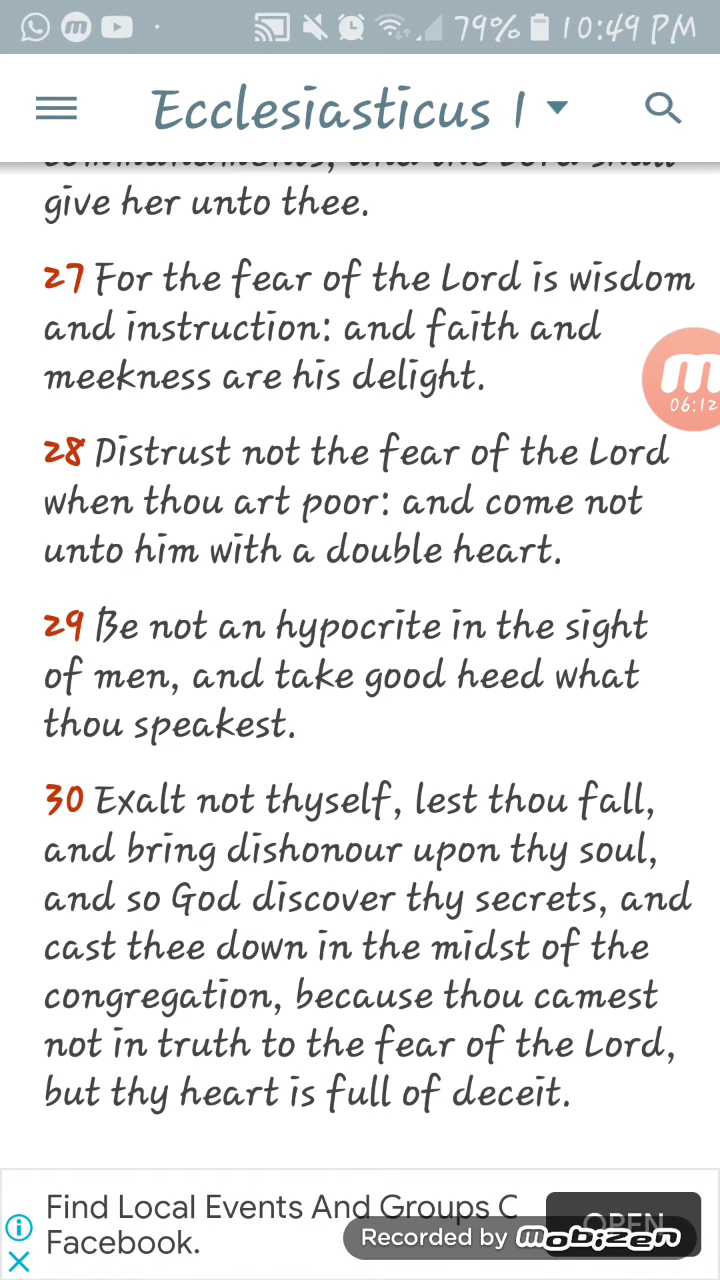 79% 10:49 PM
Ecclesiasticus 1
give her unto thee.
27 For the fear of the Lord is wisdom
and instruction: and faith and
meekness are his delight.
m
06:12
28 Distrust not the fear of the Lord
when thou art poor: and come not
unto him with a double heart.
29 Be not an hypocrite in the sight
of men, and take good heed what
thou speakest.
30 Exalt not thyself, lest thou fall,
and bring dishonour upon thy soul,
and so God discover thy secrets, and
cast thee down in the midst of the
congregation, because thou camest
not in truth to the fear of the Lord,
but thy heart is full of deceit.
Find Local Events And Groups
Facebook.
OPEN
Recorded by mobizen